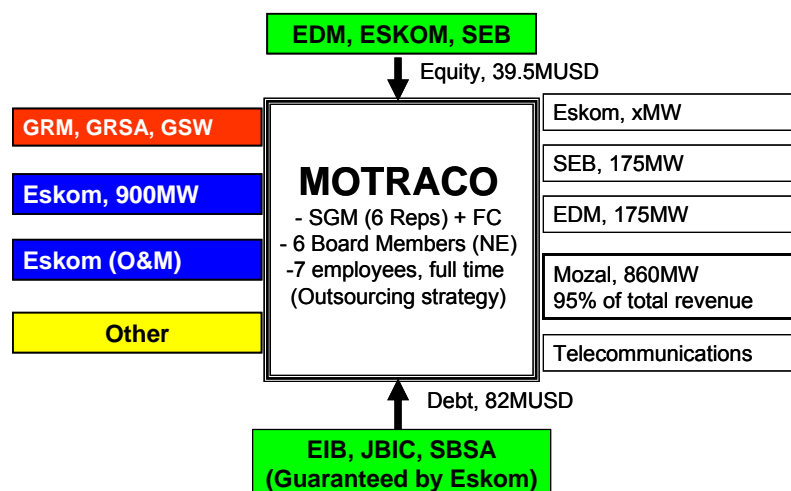 EDM, ESKOM, SEB
Equity, 39.5MUSD
GRM, GRSA, GSW
Eskom, 900MW
Eskom (O&M)
Other
MOTRACO
- SGM (6 Reps) + FC
- 6 Board Members (NE)
-7 employees, full time
(Outsourcing strategy)
Eskom, xMW
SEB, 175MW
EDM, 175MW
Mozal, 860MW
95% of total revenue
Telecommunications
Debt, 82MUSD
EIB, JBIC, SBSA
(Guaranteed by Eskom)